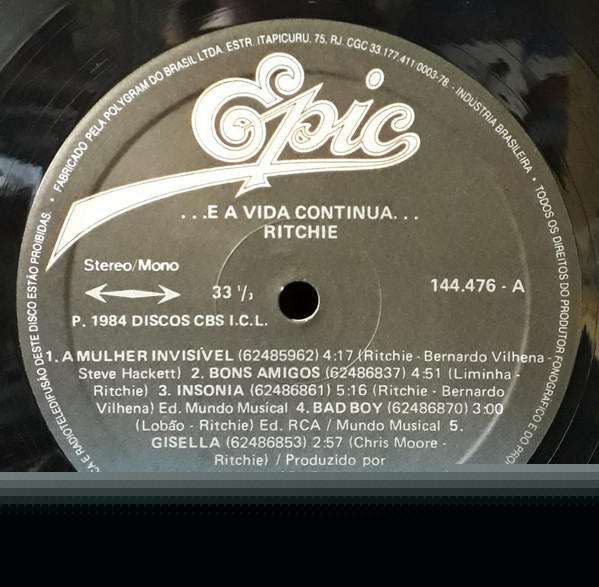 • FABRICADO PELA POLYGRAM DO BRASIL LTDA. ESTR. ITAPICURU, 75, RJ. CGC 33.177.411/0003-78. - INDÚSTRIA BRASILEIRA • TODOS OS DIREITOS DO PRODUTOR FONOGRÁFICO E DO
Epic
...E A VIDA CONTINUA...
RITCHIE
Stereo/Mono
33 1/3
144.476 - A
P. 1984 DISCOS CBS I.C.L.
1. A MULHER INVISÍVEL (62485962) 4:17 (Ritchie - Bernardo Vilhena -
Steve Hackett) 2. BONS AMIGOS (62486837) 4:51 (Liminha -
Ritchie) 3. INSONIA (62486861) 5:16 (Ritchie - Bernardo
Vilhena) Ed. Mundo Musical 4. BAD BOY (62486870) 3:00
(Lobão - Ritchie) Ed. RCA / Mundo Musical 5.
GISELLA (62486853) 2:57 (Chris Moore -
Ritchie) / Produzido por
E RADIOTELEDIFUSÃO DESTE DISCO ESTÃO PROIBIDAS.